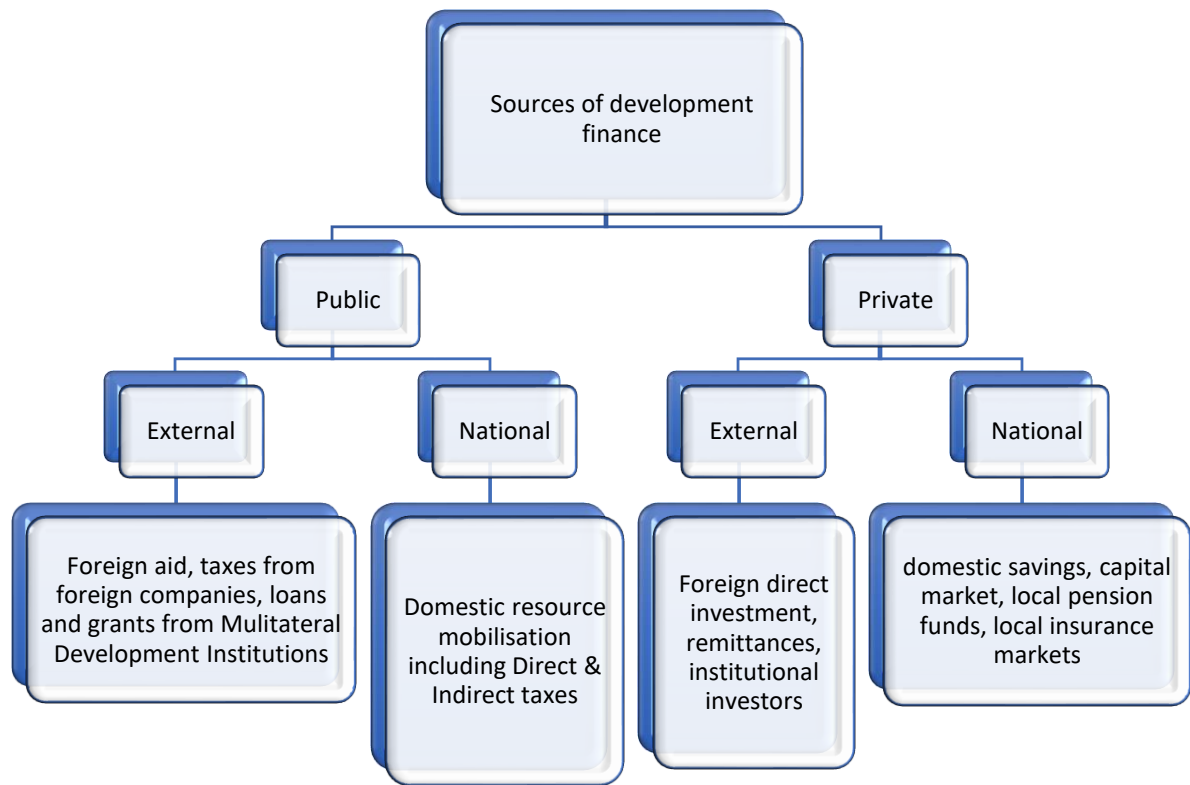 Sources of development
finance
Public
Private
External
National
External
National
Foreign aid, taxes from
foreign companies, loans
and grants from Mulitateral
Development Institutions
Domestic resource
mobilisation
including Direct &
Indirect taxes
Foreign direct
investment,
remittances,
institutional
investors
domestic savings, capital
market, local pension
funds, local insurance
markets